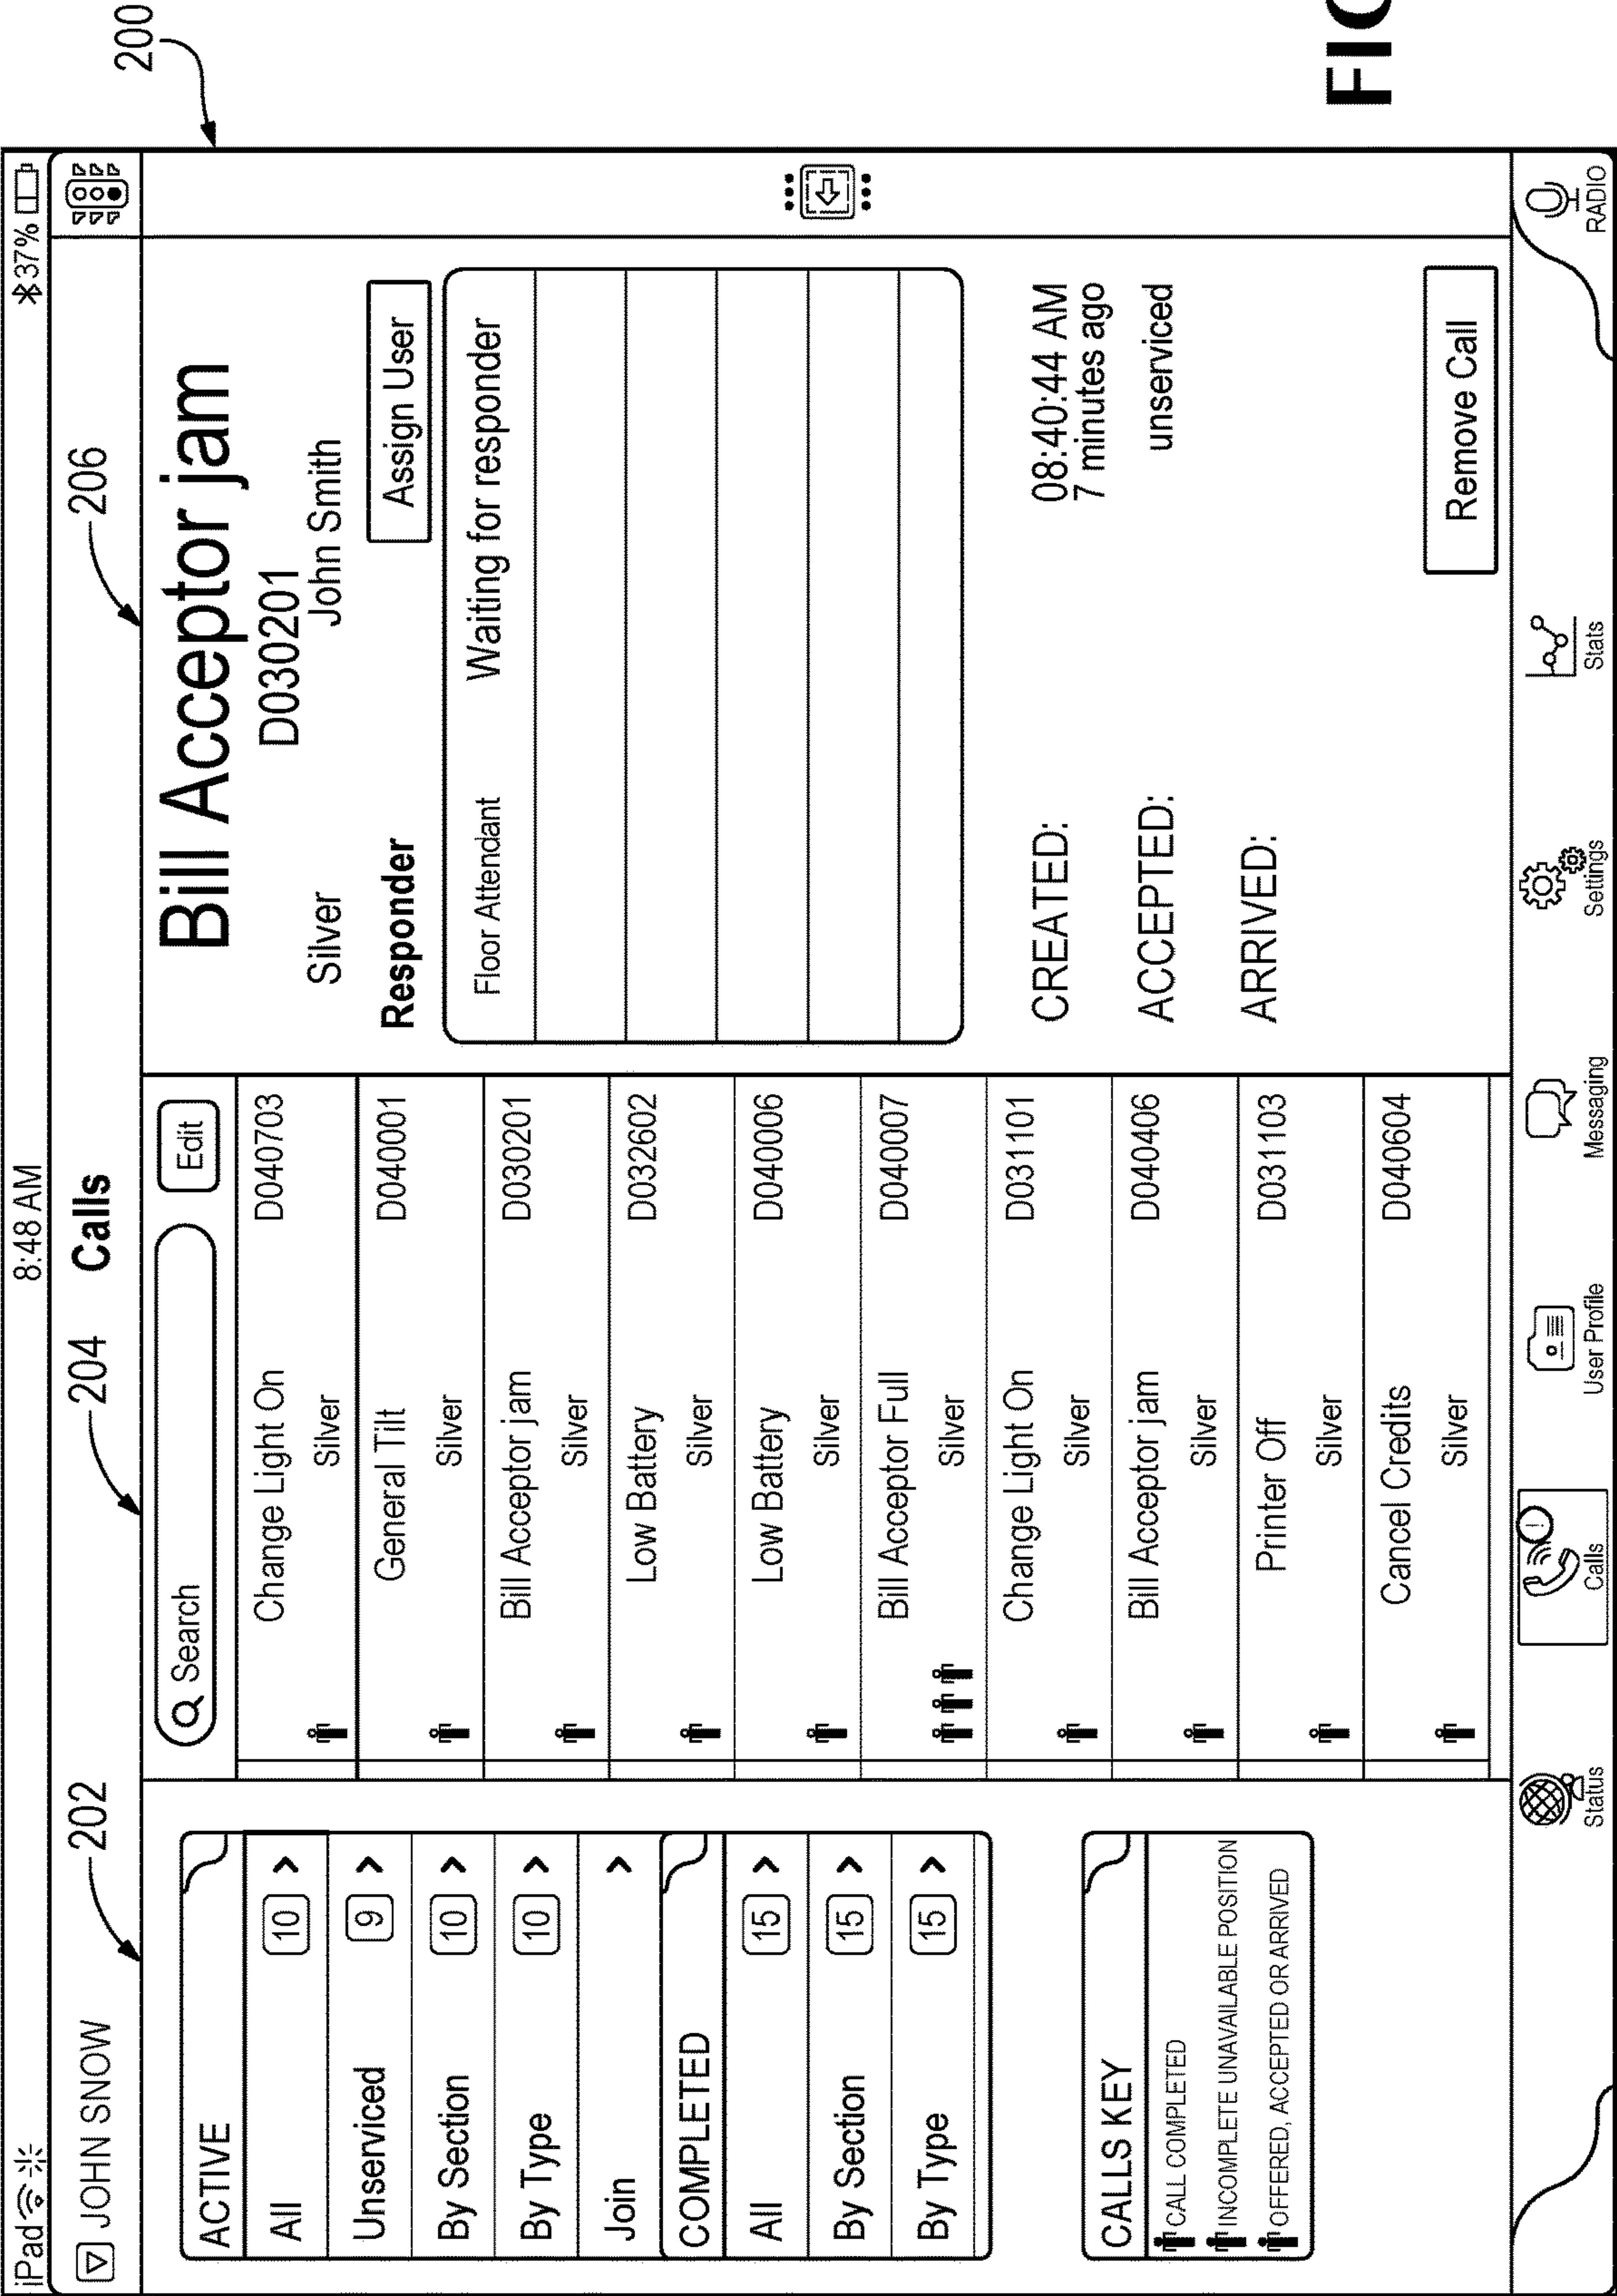 iPad 8:48 AM 37%
200
202
204
206
JOHN SNOW
Calls
ACTIVE
All 10 >
Unserviced 9 >
By Section 10 >
By Type 10 >
Join >
COMPLETED
All 15 >
By Section 15 >
By Type 15 >
CALLS KEY
CALL COMPLETED
INCOMPLETE UNAVAILABLE POSITION
OFFERED, ACCEPTED OR ARRIVED
Search Edit
Change Light On D040703
Silver
General Tilt D040001
Silver
Bill Acceptor jam D030201
Silver
Low Battery D032602
Silver
Low Battery D040006
Silver
Bill Acceptor Full D040007
Silver
Change Light On D031101
Silver
Bill Acceptor jam D040406
Silver
Printer Off D031103
Silver
Cancel Credits D040604
Silver
Bill Acceptor jam
D030201
Silver John Smith
Responder Assign User
Floor Attendant Waiting for responder
CREATED: 08:40:44 AM
7 minutes ago
ACCEPTED: unserviced
ARRIVED:
Remove Call
Status
Calls
User Profile
Messaging
Settings
Stats
RADIO